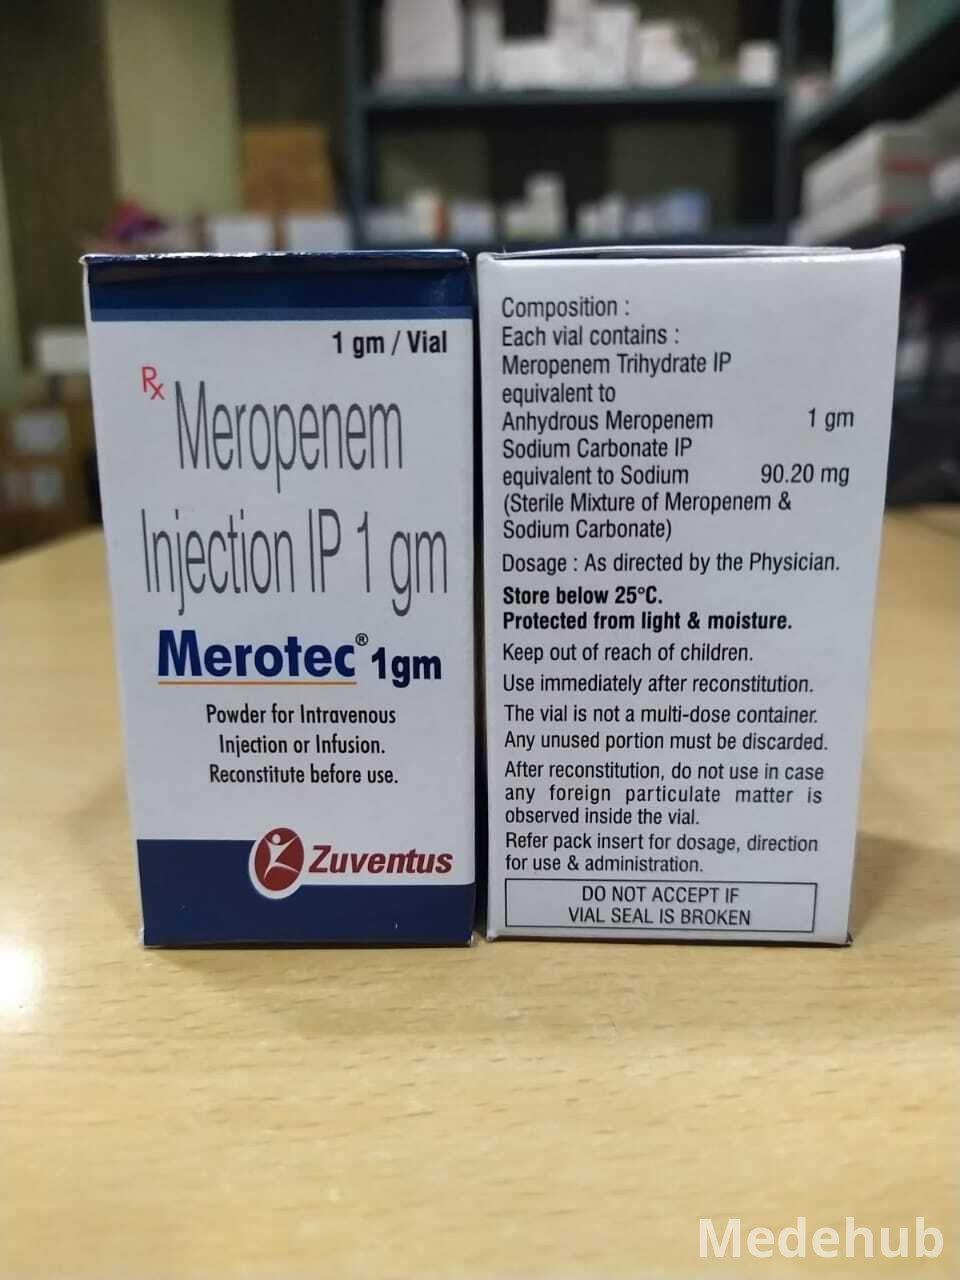 1 gm / Vial
Rx
Meropenem
Injection IP 1 gm
Merotec® 1gm
Powder for Intravenous
Injection or Infusion.
Reconstitute before use.
Zuventus
Composition :
Each vial contains :
Meropenem Trihydrate IP
equivalent to
Anhydrous Meropenem 1 gm
Sodium Carbonate IP
equivalent to Sodium 90.20 mg
(Sterile Mixture of Meropenem &
Sodium Carbonate)
Dosage : As directed by the Physician.
Store below 25°C.
Protected from light & moisture.
Keep out of reach of children.
Use immediately after reconstitution.
The vial is not a multi-dose container.
Any unused portion must be discarded.
After reconstitution, do not use in case
any foreign particulate matter is
observed inside the vial.
Refer pack insert for dosage, direction
for use & administration.
DO NOT ACCEPT IF
VIAL SEAL IS BROKEN
Medehub